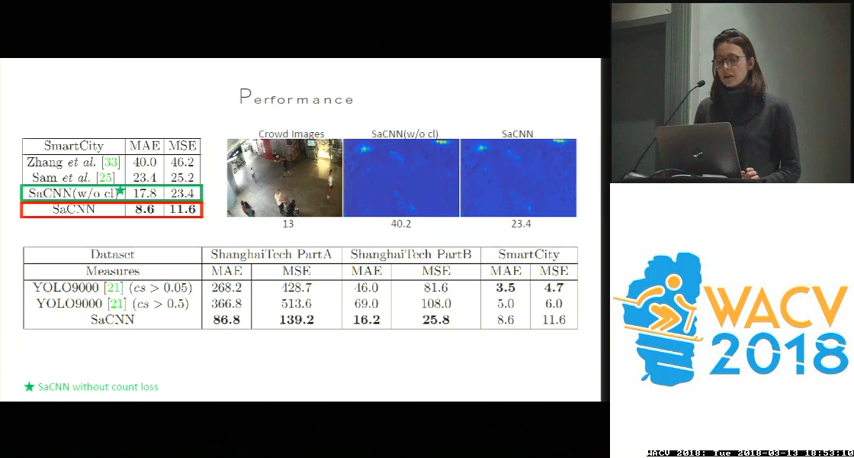 Performance
SmartCity MAE MSE
Zhang et al. [33] 40.0 46.2
Sam et al. [25] 23.4 25.2
SaCNN(w/o cl)★ 17.8 23.4
SaCNN 8.6 11.6
Crowd Images SaCNN(w/o cl) SaCNN
13 40.2 23.4
Dataset ShanghaiTech PartA ShanghaiTech PartB SmartCity
Measures MAE MSE MAE MSE MAE MSE
YOLO9000 [21] (cs > 0.05) 268.2 428.7 46.0 81.6 3.5 4.7
YOLO9000 [21] (cs > 0.5) 366.8 513.6 69.0 108.0 5.0 6.0
SaCNN 86.8 139.2 16.2 25.8 8.6 11.6
★ SaCNN without count loss
WACV
2018
WACV 2018: Tue 2018-03-13 18:53:10